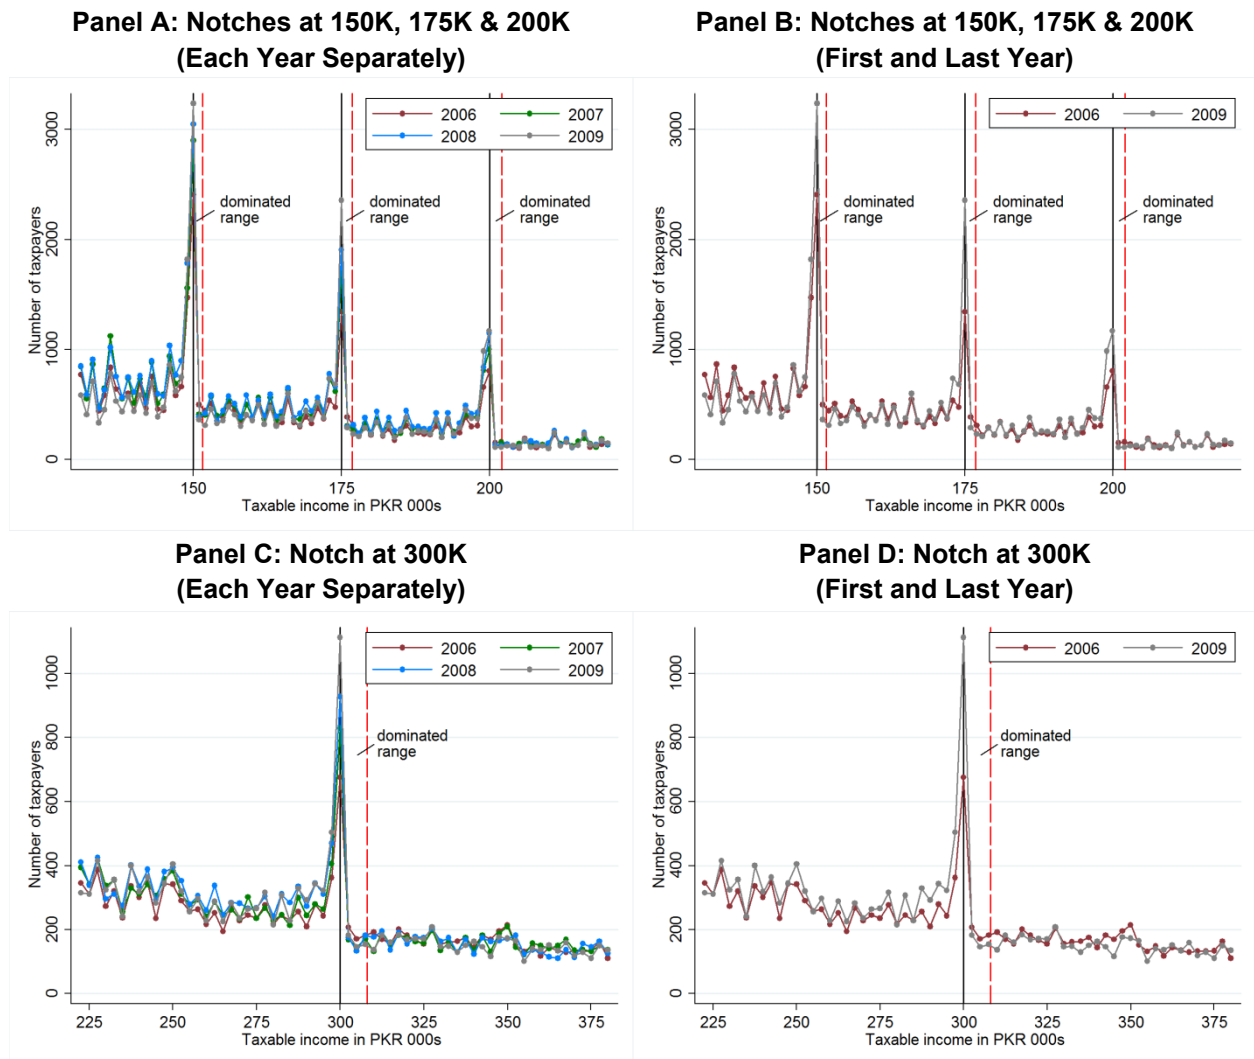 Panel A: Notches at 150K, 175K & 200K
(Each Year Separately)
Number of taxpayers
0 1000 2000 3000
2006 2007
2008 2009
dominated
range
dominated
range
dominated
range
150 175 200
Taxable income in PKR 000s
Panel B: Notches at 150K, 175K & 200K
(First and Last Year)
Number of taxpayers
0 1000 2000 3000
2006 2009
dominated
range
dominated
range
dominated
range
150 175 200
Taxable income in PKR 000s
Panel C: Notch at 300K
(Each Year Separately)
Number of taxpayers
0 200 400 600 800 1000
2006 2007
2008 2009
dominated
range
225 250 275 300 325 350 375
Taxable income in PKR 000s
Panel D: Notch at 300K
(First and Last Year)
Number of taxpayers
0 200 400 600 800 1000
2006 2009
dominated
range
225 250 275 300 325 350 375
Taxable income in PKR 000s